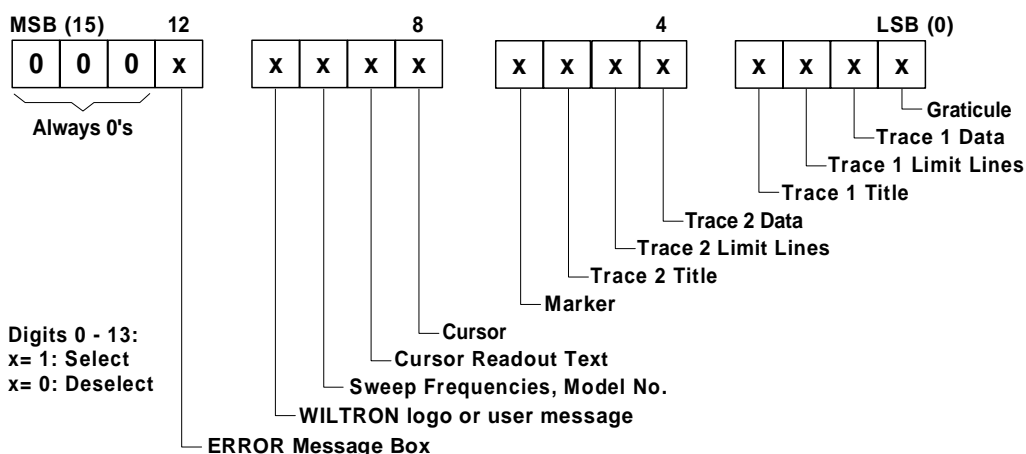 MSB (15) 12 8 4 LSB (0)
0 0 0 x x x x x x x x x x x x x
Always 0's
Graticule
Trace 1 Data
Trace 1 Limit Lines
Trace 1 Title
Trace 2 Data
Trace 2 Limit Lines
Trace 2 Title
Marker
Cursor
Cursor Readout Text
Sweep Frequencies, Model No.
WILTRON logo or user message
ERROR Message Box
Digits 0 - 13:
x= 1: Select
x= 0: Deselect